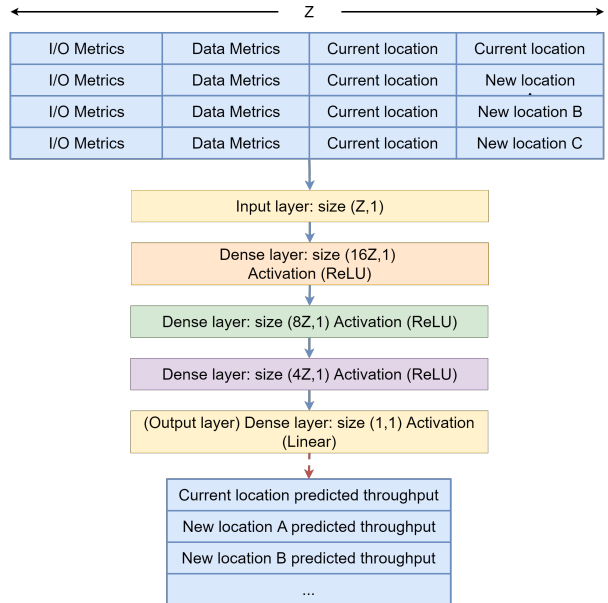 Z
I/O Metrics Data Metrics Current location Current location
I/O Metrics Data Metrics Current location New location
I/O Metrics Data Metrics Current location New location B
I/O Metrics Data Metrics Current location New location C
Input layer: size (Z,1)
Dense layer: size (16Z,1)
Activation (ReLU)
Dense layer: size (8Z,1) Activation (ReLU)
Dense layer: size (4Z,1) Activation (ReLU)
(Output layer) Dense layer: size (1,1) Activation
(Linear)
Current location predicted throughput
New location A predicted throughput
New location B predicted throughput
...